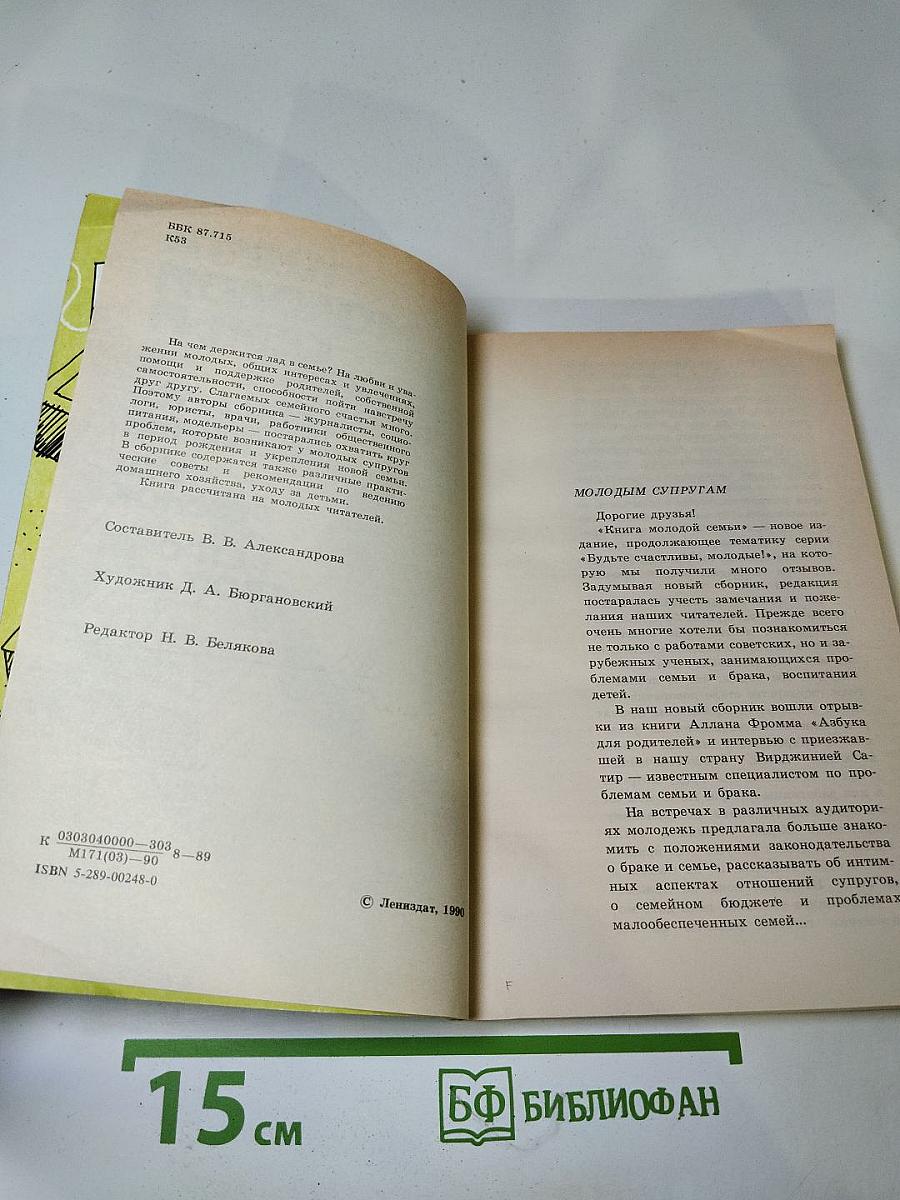 ББК 87.715
К53
На чем держится лад в семье? На любви и ува-
жении молодых, общих интересах и увлечениях,
помощи и поддержке родителей, собственной
самостоятельности, способности пойти навстречу
друг другу. Слагаемых семейного счастья много.
Поэтому авторы сборника — журналисты, социо-
логи, юристы, врачи, работники общественного
питания, модельеры — постарались охватить круг
проблем, которые возникают у молодых супругов
в период рождения и укрепления новой семьи.
В сборнике содержатся также различные практи-
ческие советы и рекомендации по ведению
домашнего хозяйства, уходу за детьми.
Книга рассчитана на молодых читателей.
Составитель В. В. Александрова
Художник Д. А. Бюргановский
Редактор Н. В. Белякова
К 0303040000—303 8—89
М171(03)—90
ISBN 5-289-00248-0
© Лениздат, 1990
МОЛОДЫМ СУПРУГАМ
Дорогие друзья!
«Книга молодой семьи» — новое из-
дание, продолжающее тематику серии
«Будьте счастливы, молодые!», на кото-
рую мы получили много отзывов.
Задумывая новый сборник, редакция
постаралась учесть замечания и поже-
лания наших читателей. Прежде всего
очень многие хотели бы познакомиться
не только с работами советских, но и за-
рубежных ученых, занимающихся про-
блемами семьи и брака, воспитания
детей.
В наш новый сборник вошли отрыв-
ки из книги Аллана Фромма «Азбука
для родителей» и интервью с приезжав-
шей в нашу страну Вирджинией Са-
тир — известным специалистом по про-
блемам семьи и брака.
На встречах в различных аудитори-
ях молодежь предлагала больше знако-
мить с положениями законодательства
о браке и семье, рассказывать об интим-
ных аспектах отношений супругов,
о семейном бюджете и проблемах
малообеспеченных семей...
F
15 см
БФ БИБЛИОФАН